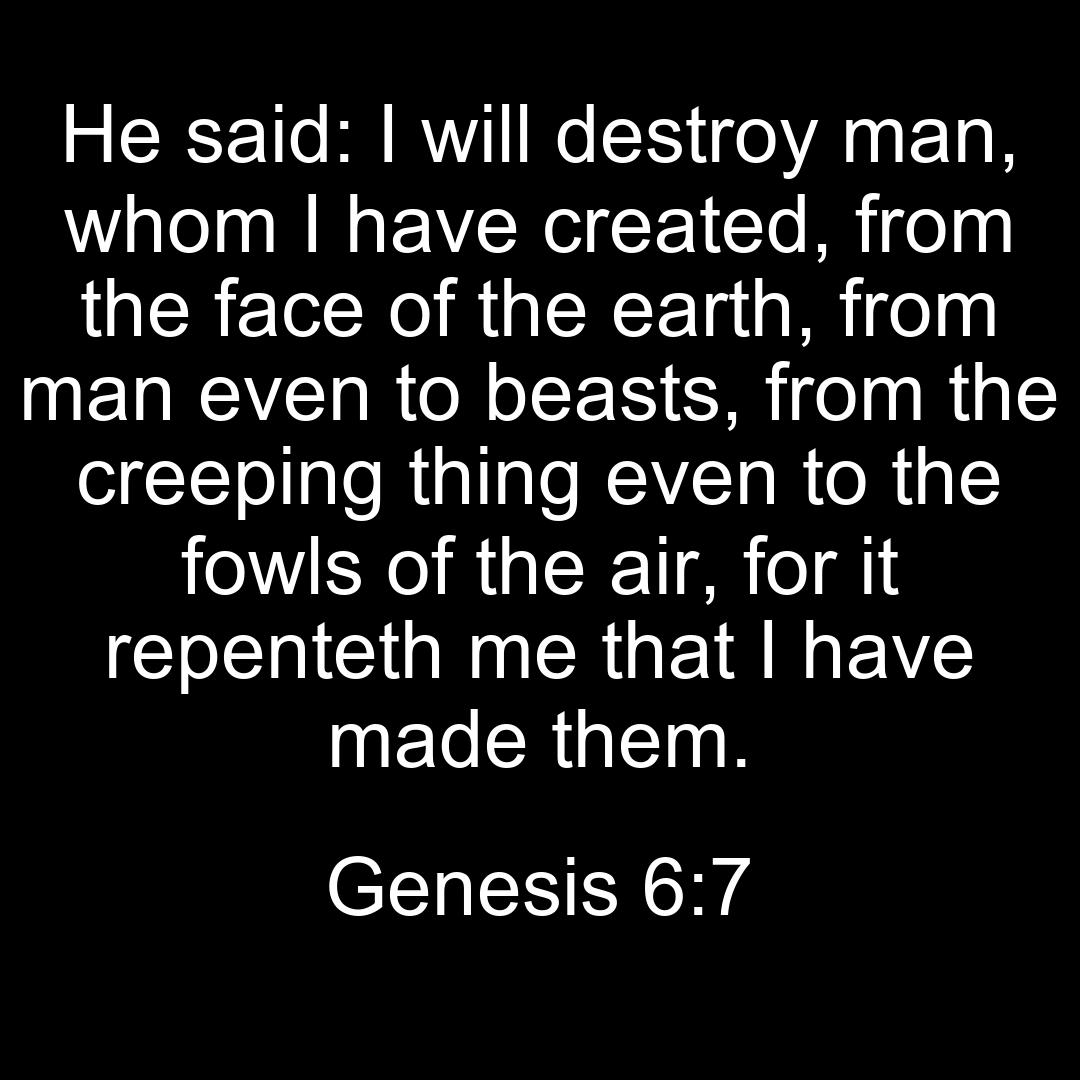 He said: I will destroy man,
whom I have created, from
the face of the earth, from
man even to beasts, from the
creeping thing even to the
fowls of the air, for it
repenteth me that I have
made them.
Genesis 6:7